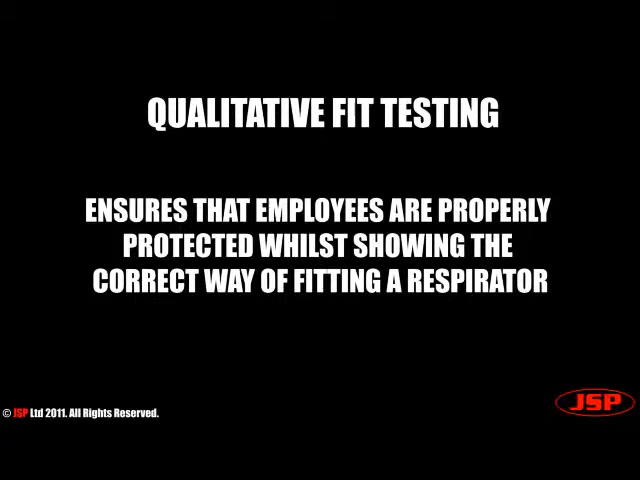 QUALITATIVE FIT TESTING
ENSURES THAT EMPLOYEES ARE PROPERLY
PROTECTED WHILST SHOWING THE
CORRECT WAY OF FITTING A RESPIRATOR
© JSP Ltd 2011. All Rights Reserved.
JSP